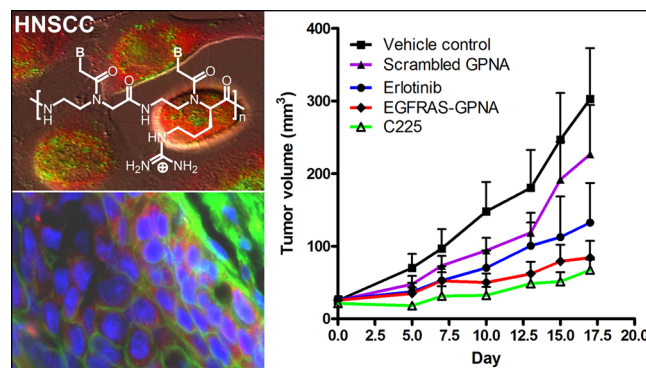 HNSCC
B
B
O
O
O
N
H
N
N
H
N
n
O
HN
H₂N
NH₂
⊕
Vehicle control
Scrambled GPNA
Erlotinib
EGFRAS-GPNA
C225
Tumor volume (mm³)
400
300
200
100
0
0.0 2.5 5.0 7.5 10.0 12.5 15.0 17.5 20.0
Day